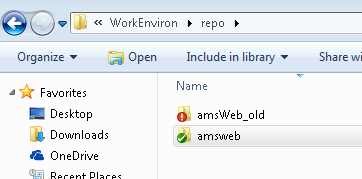 « WorkEnviron ▸ repo ▸
Organize ▾ Open Include in library ▾ Share wi
Name
Favorites
Desktop
Downloads
OneDrive
Recent Places
amsWeb_old
amsweb